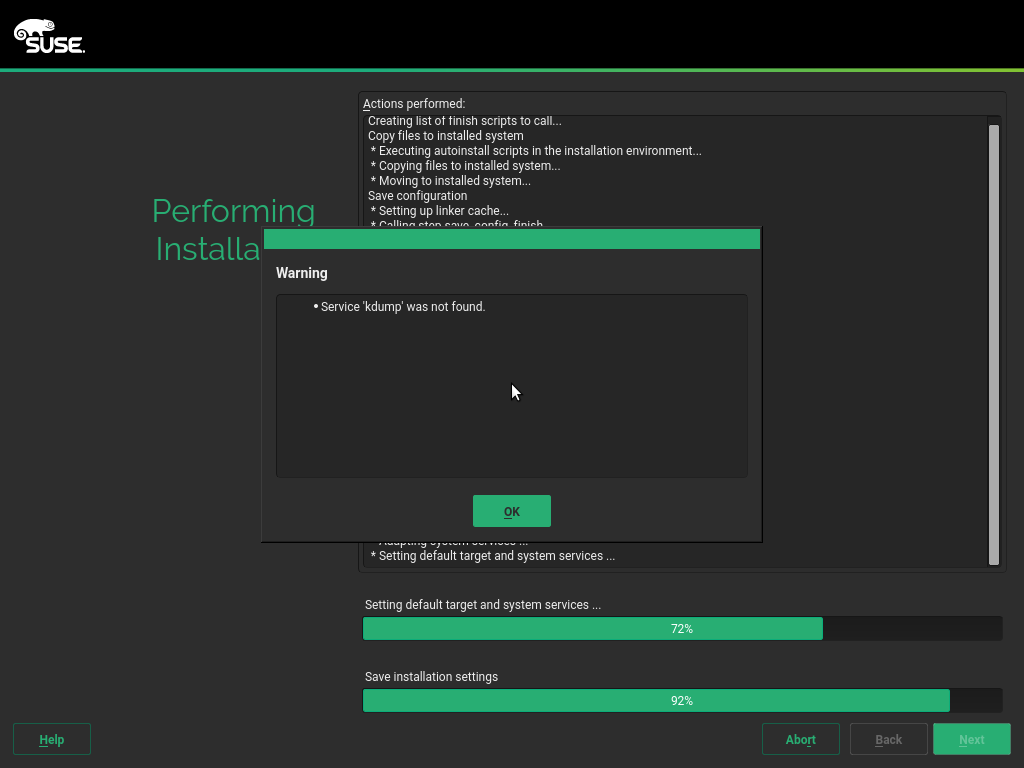 SUSE.
Performing
Installa
Actions performed:
Creating list of finish scripts to call...
Copy files to installed system
* Executing autoinstall scripts in the installation environment...
* Copying files to installed system...
* Moving to installed system...
Save configuration
* Setting up linker cache...
* Calling step save_config_finish
Warning
• Service 'kdump' was not found.
OK
* Adapting system services ...
* Setting default target and system services ...
Setting default target and system services ...
72%
Save installation settings
92%
Help
Abort
Back
Next